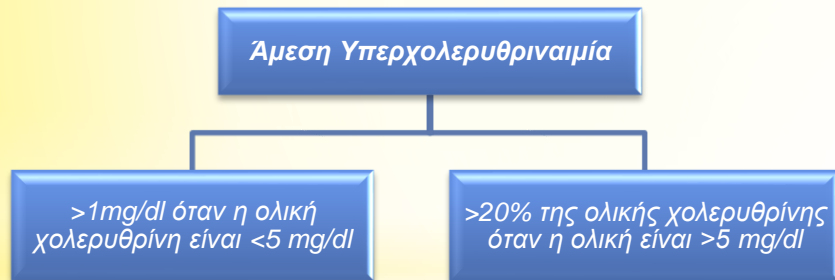 Άμεση Υπερχολερυθριναιμία
>1mg/dl όταν η ολική
χολερυθρίνη είναι <5 mg/dl
>20% της ολικής χολερυθρίνης
όταν η ολική είναι >5 mg/dl